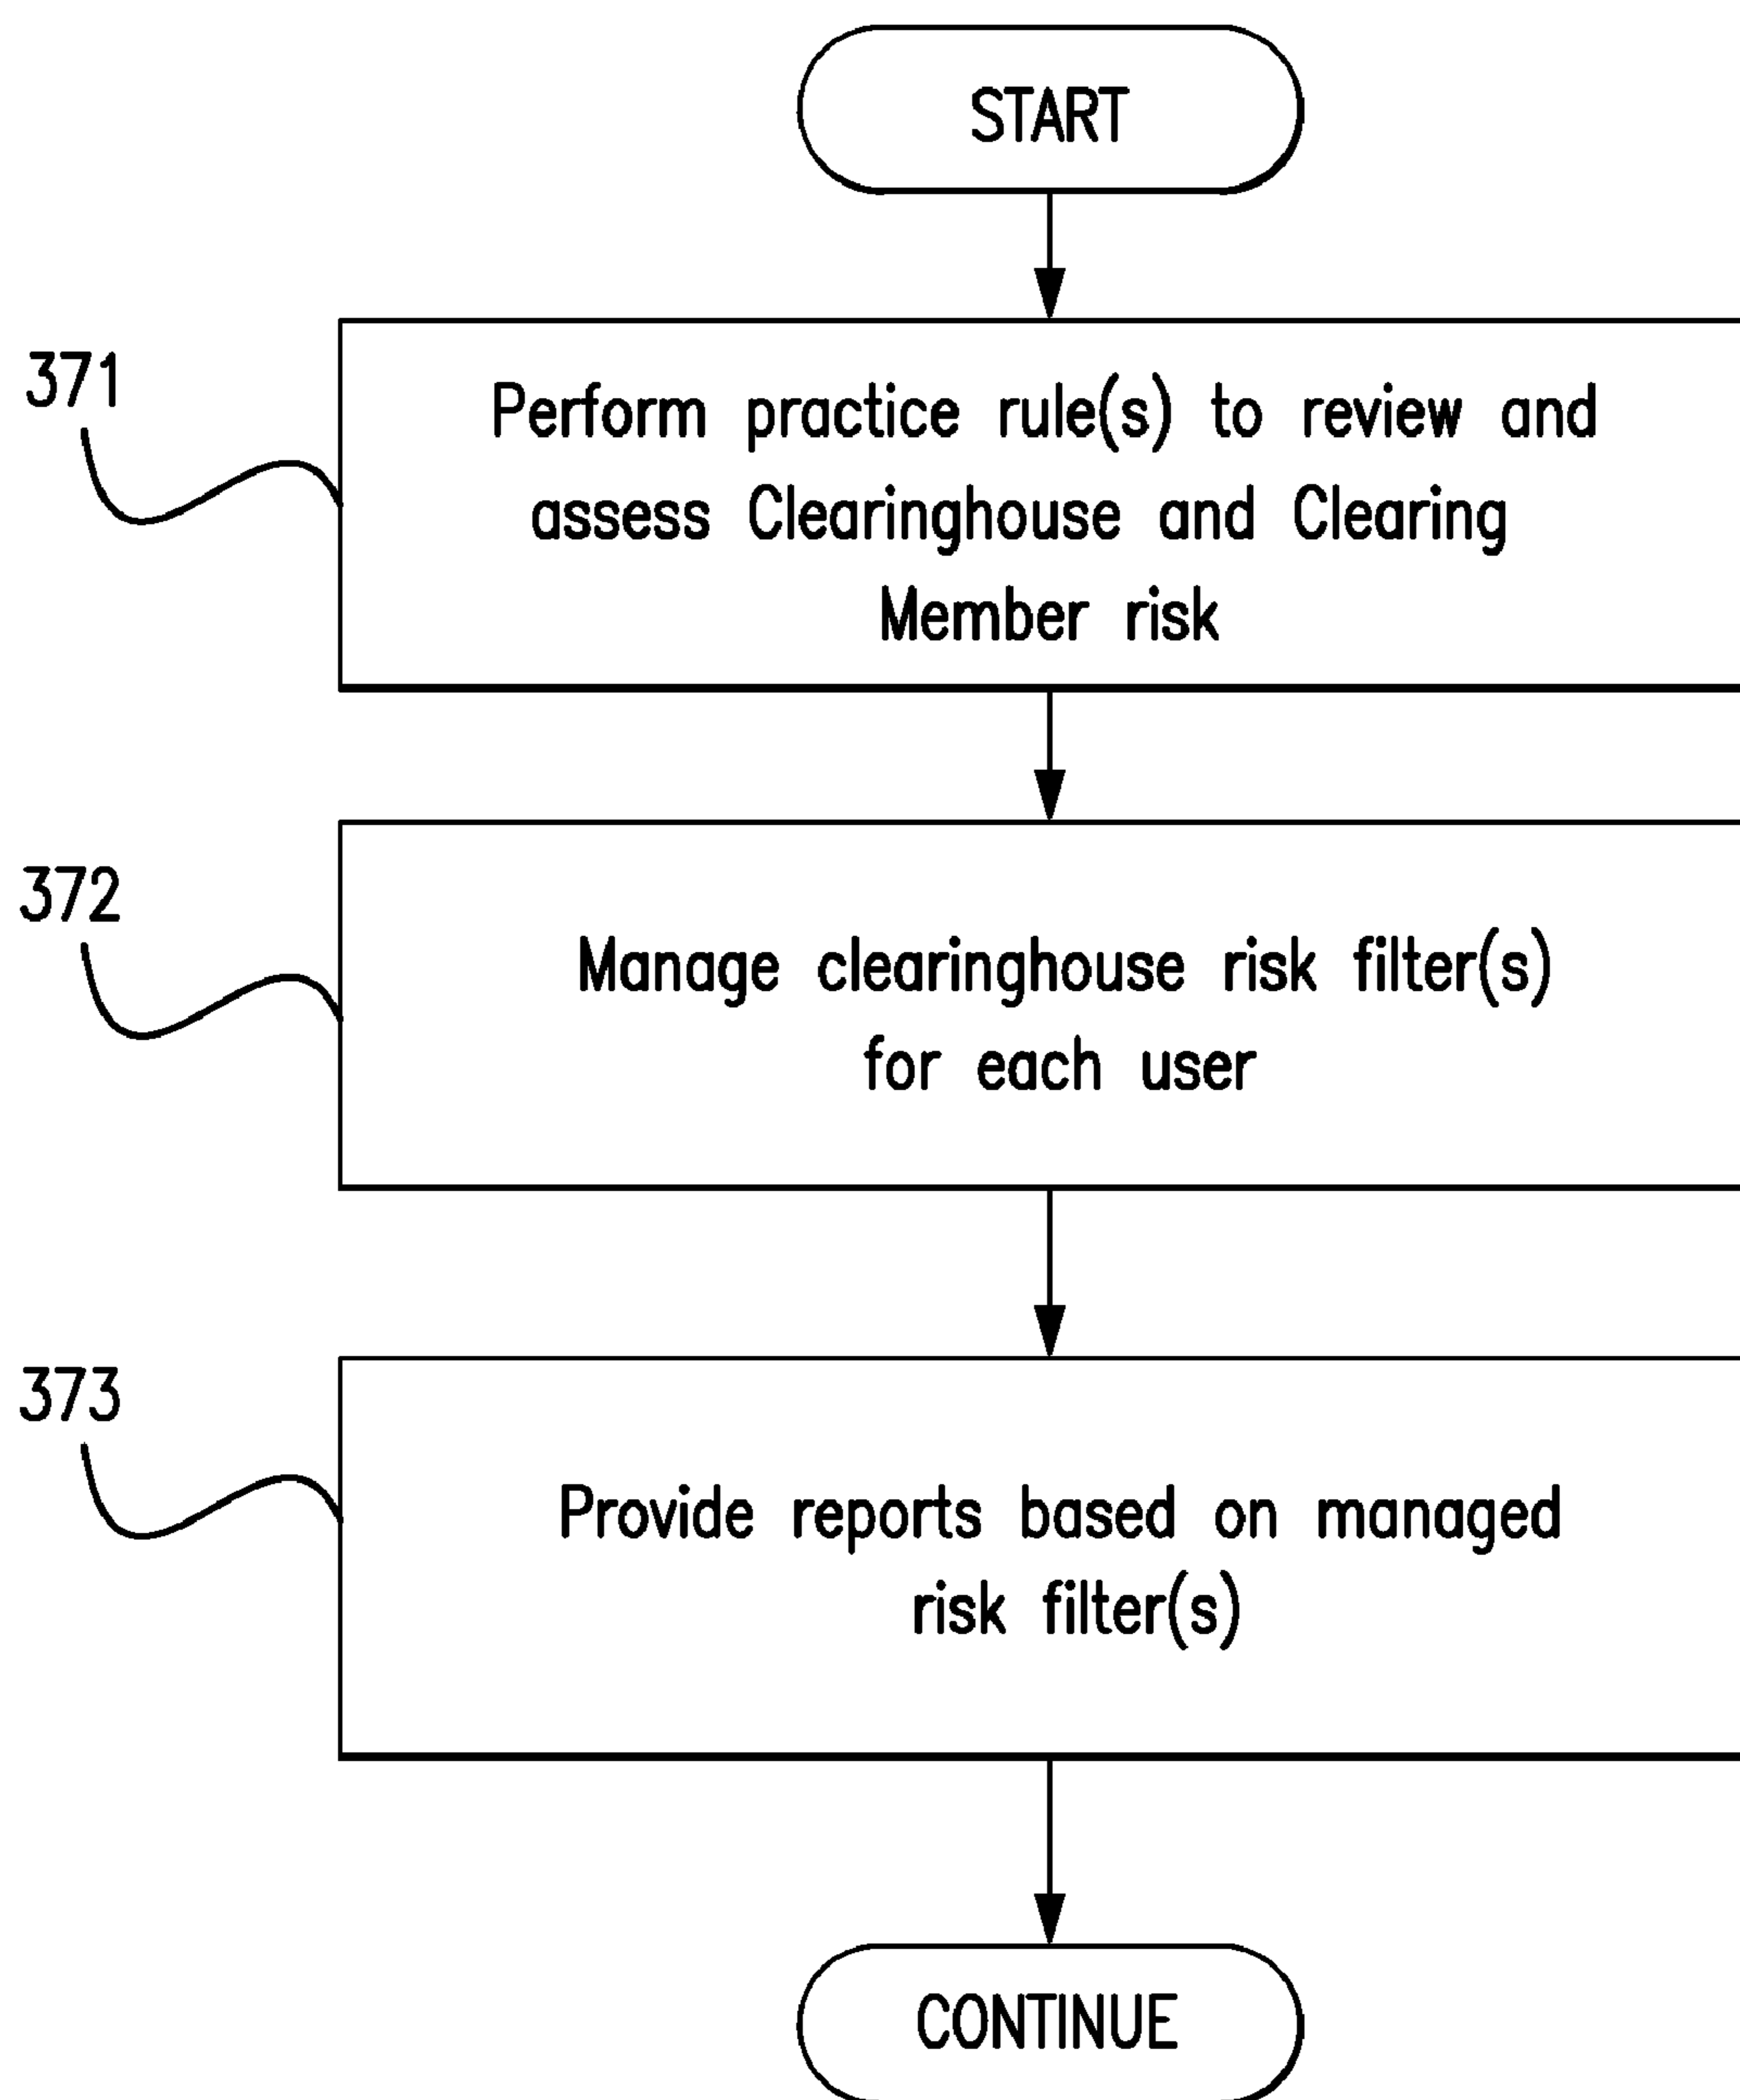 START
371
Perform practice rule(s) to review and
assess Clearinghouse and Clearing
Member risk
372
Manage clearinghouse risk filter(s)
for each user
373
Provide reports based on managed
risk filter(s)
CONTINUE